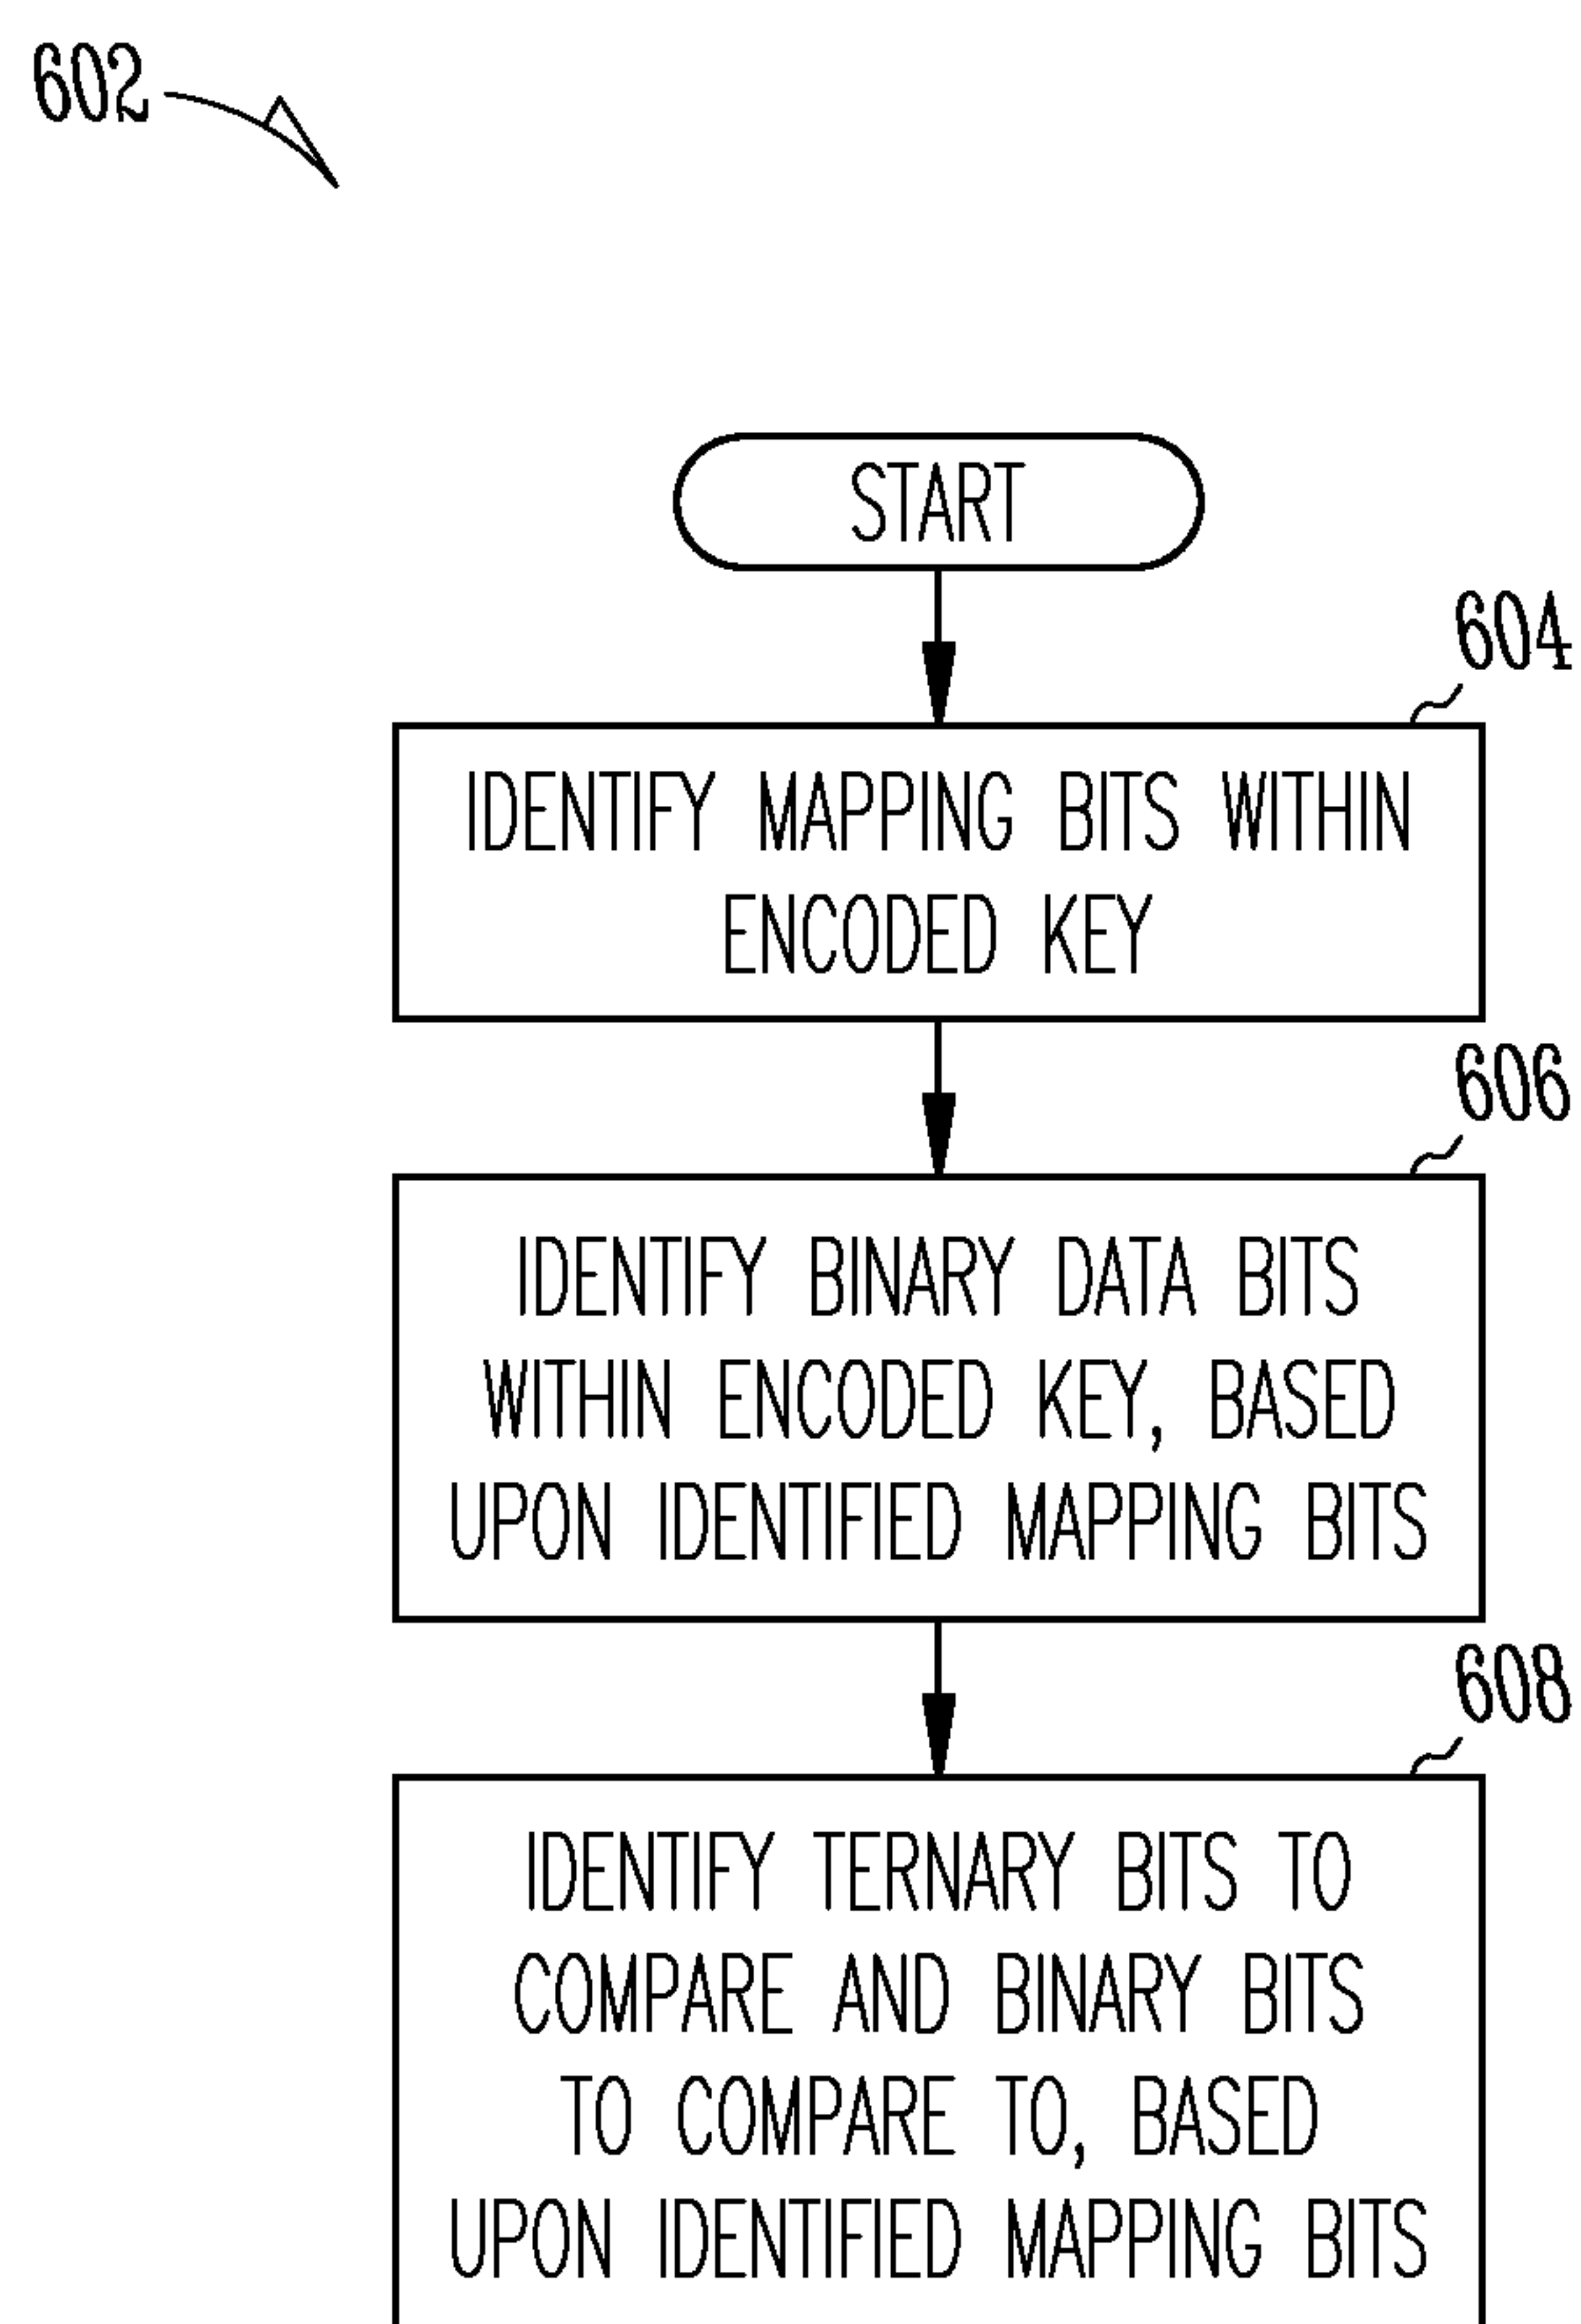 602
START
604
IDENTIFY MAPPING BITS WITHIN
ENCODED KEY
606
IDENTIFY BINARY DATA BITS
WITHIN ENCODED KEY, BASED
UPON IDENTIFIED MAPPING BITS
608
IDENTIFY TERNARY BITS TO
COMPARE AND BINARY BITS
TO COMPARE TO, BASED
UPON IDENTIFIED MAPPING BITS